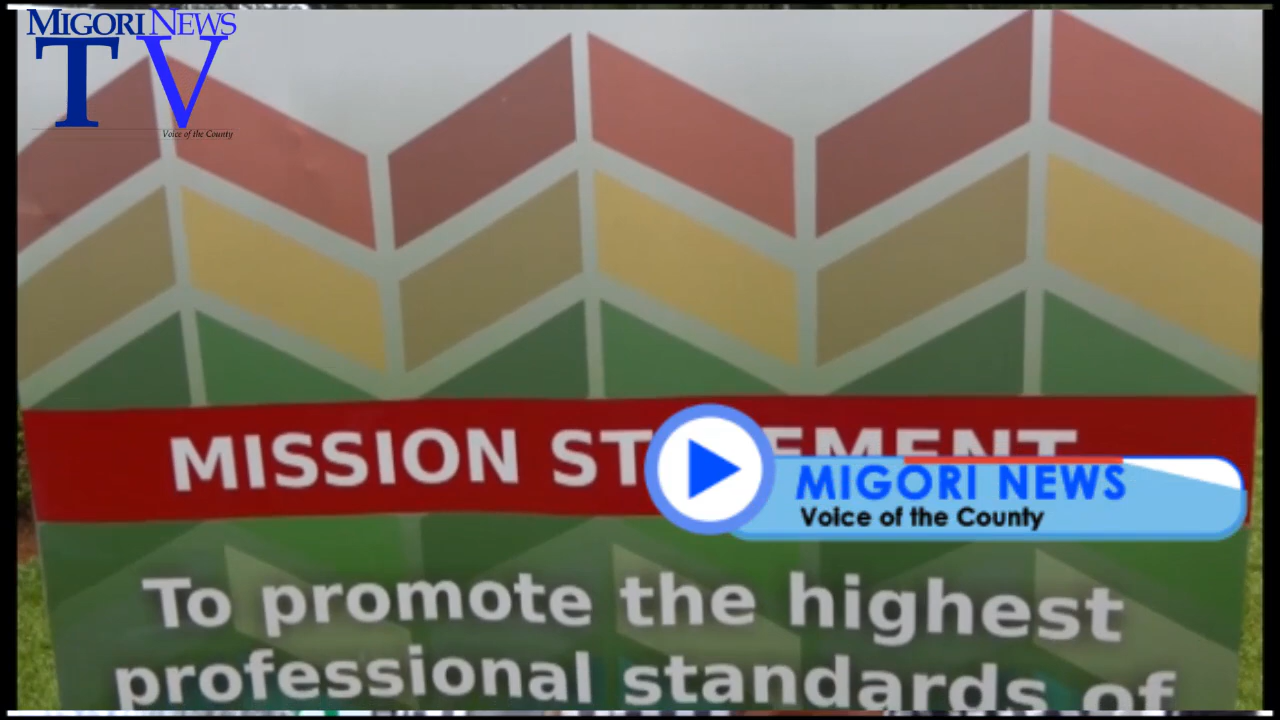 MIGORI NEWS
TV
Voice of the County
MISSION STATEMENT
MIGORI NEWS
Voice of the County
To promote the highest
professional standards of